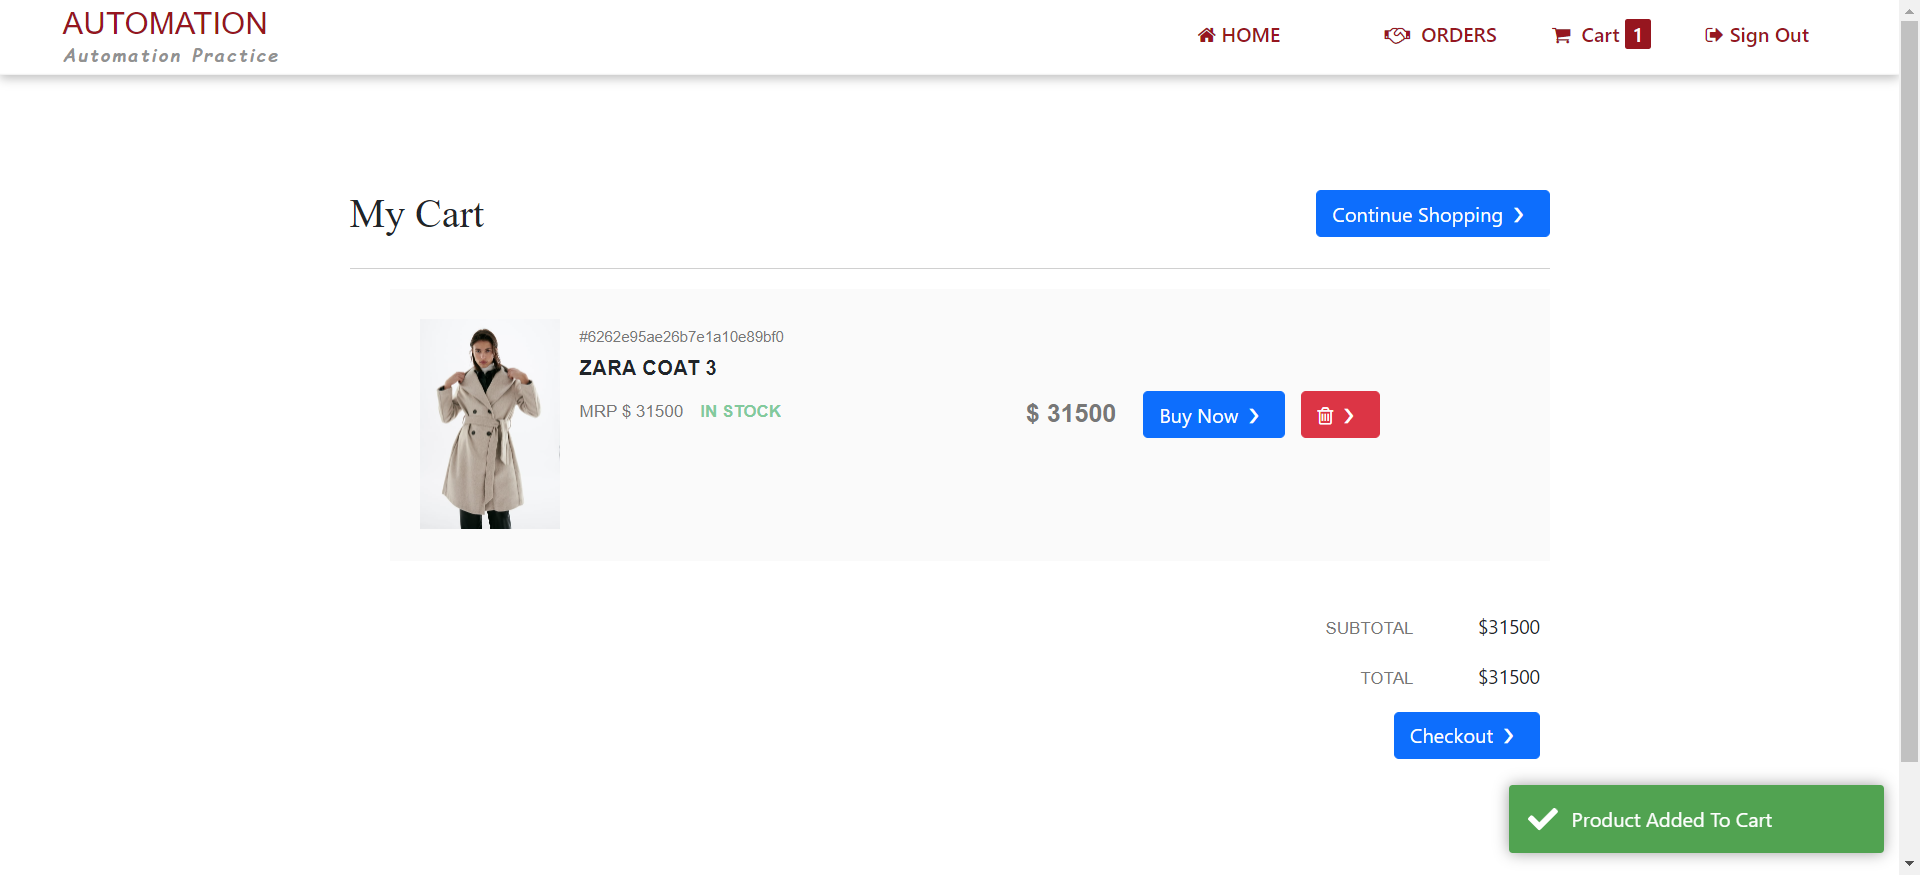 AUTOMATION
Automation Practice
HOME
ORDERS
Cart 1
Sign Out
My Cart
Continue Shopping ❯
#6262e95ae26b7e1a10e89bf0
ZARA COAT 3
MRP $ 31500 IN STOCK
$ 31500
Buy Now ❯
❯
SUBTOTAL $31500
TOTAL $31500
Checkout ❯
Product Added To Cart